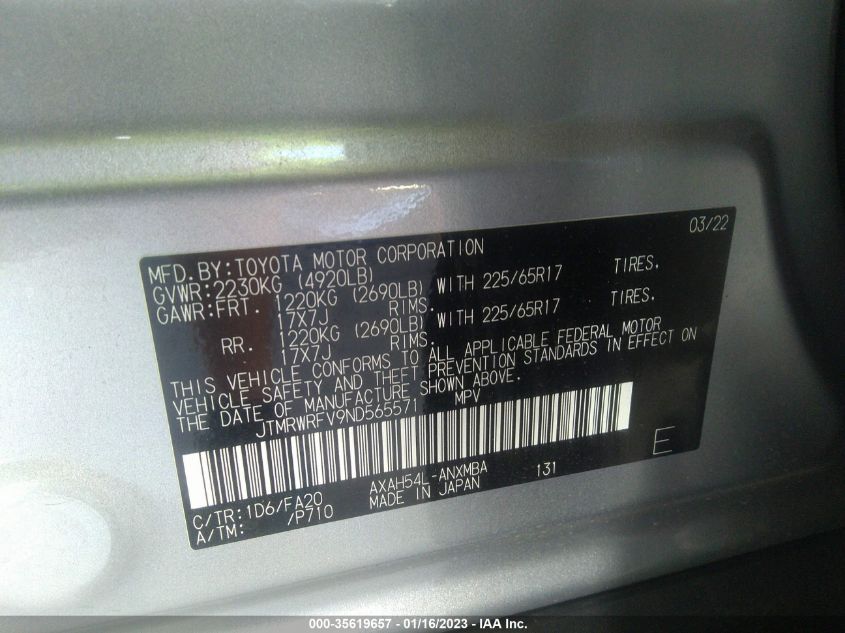 03/22
MFD.BY:TOYOTA MOTOR CORPORATION
GVWR:2230KG (4920LB)
GAWR:FRT. 1220KG (2690LB) WITH 225/65R17 TIRES.
17X7J RIMS.
RR. 1220KG (2690LB) WITH 225/65R17 TIRES.
17X7J RIMS.
THIS VEHICLE CONFORMS TO ALL APPLICABLE FEDERAL MOTOR
VEHICLE SAFETY AND THEFT PREVENTION STANDARDS IN EFFECT ON
THE DATE OF MANUFACTURE SHOWN ABOVE.
JTMRWRFV9ND565571 MPV
E
C/TR:1D6/FA20 AXAH54L-ANXMBA 131
A/TM: /P710 MADE IN JAPAN
000-35619657 - 01/16/2023 - IAA Inc.